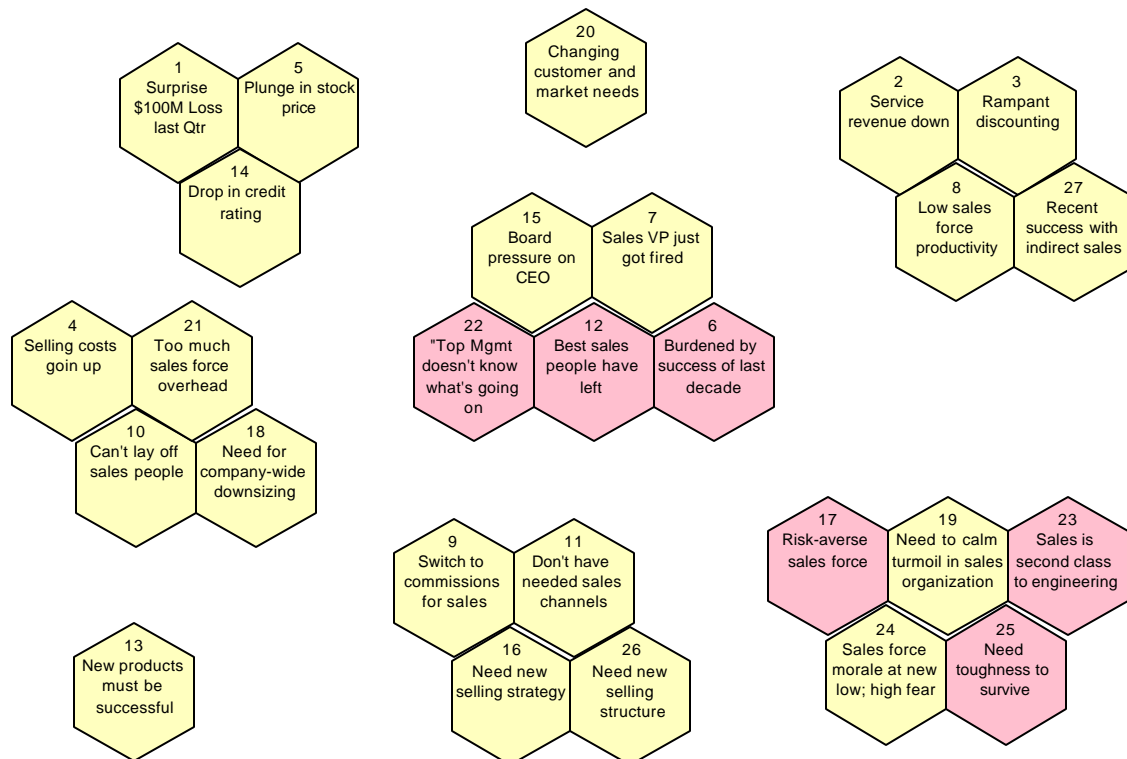 1
Surprise
$100M Loss
last Qtr
5
Plunge in stock
price
14
Drop in credit
rating
20
Changing
customer and
market needs
2
Service
revenue down
3
Rampant
discounting
8
Low sales
force
productivity
27
Recent
success with
indirect sales
15
Board
pressure on
CEO
7
Sales VP just
got fired
22
"Top Mgmt
doesn't know
what's going
on
12
Best sales
people have
left
6
Burdened by
success of last
decade
4
Selling costs
goin up
21
Too much
sales force
overhead
10
Can't lay off
sales people
18
Need for
company-wide
downsizing
9
Switch to
commissions
for sales
11
Don't have
needed sales
channels
16
Need new
selling strategy
26
Need new
selling
structure
17
Risk-averse
sales force
19
Need to calm
turmoil in sales
organization
23
Sales is
second class
to engineering
24
Sales force
morale at new
low; high fear
25
Need
toughness to
survive
13
New products
must be
successful